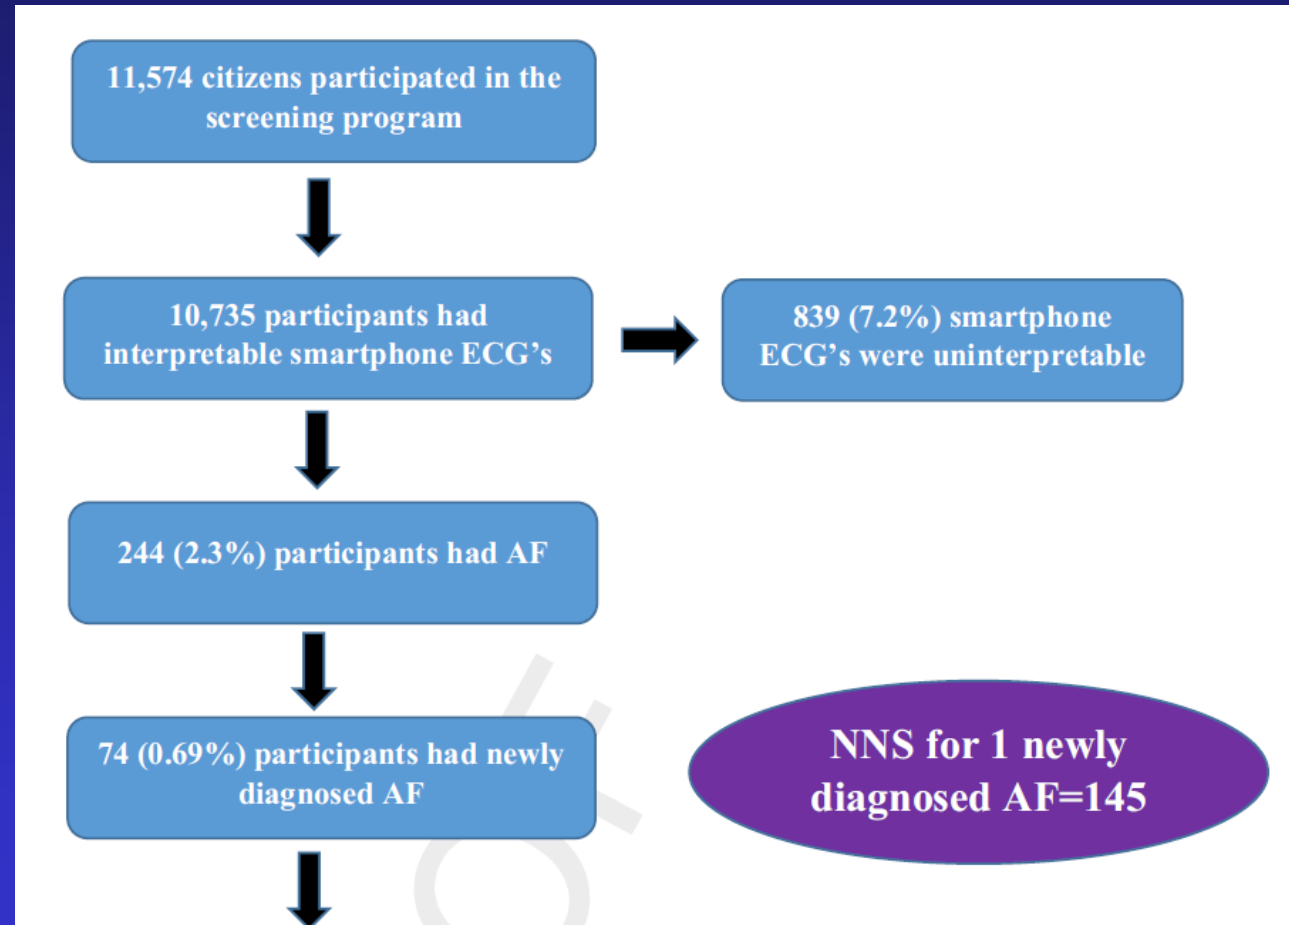 11,574 citizens participated in the
screening program
10,735 participants had
interpretable smartphone ECG's
839 (7.2%) smartphone
ECG's were uninterpretable
244 (2.3%) participants had AF
74 (0.69%) participants had newly
diagnosed AF
NNS for 1 newly
diagnosed AF=145